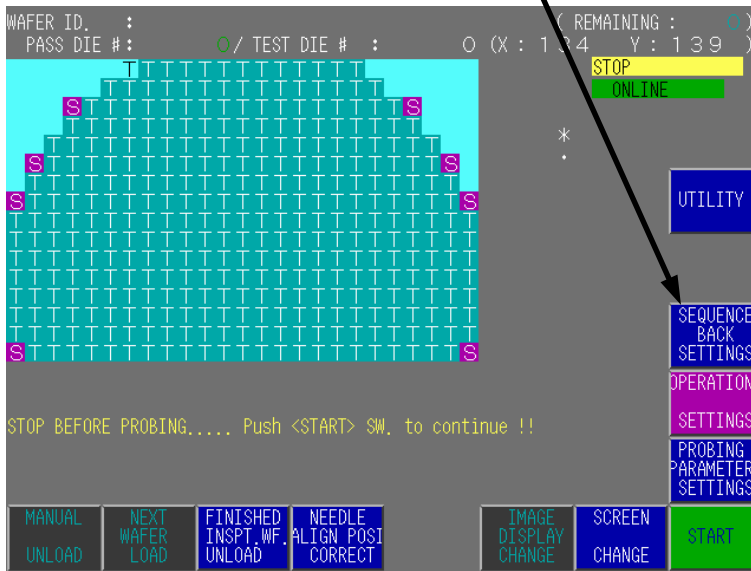 WAFER ID. : ( REMAINING : 0 )
PASS DIE #: 0 / TEST DIE # : 0 (X : 134 Y : 139 )
STOP
ONLINE
T T T T T T T T T T T T T
T T T T T T T T T T T T T T T
S T T T T T T T T T T T T T T T T T S
T T T T T T T T T T T T T T T T T T T
T T T T T T T T T T T T T T T T T T T T T
S T T T T T T T T T T T T T T T T T T T T T S
T T T T T T T T T T T T T T T T T T T T T T T
S T T T T T T T T T T T T T T T T T T T T T T T S
*
.
UTILITY
SEQUENCE
BACK
SETTINGS
S T T T T T T T T T T T T T T T T T T T T T T T S
OPERATION
SETTINGS
STOP BEFORE PROBING..... Push <START> SW. to continue !!
PROBING
PARAMETER
SETTINGS
MANUAL
UNLOAD
NEXT
WAFER
LOAD
FINISHED
INSPT.WF.
UNLOAD
NEEDLE
ALIGN POSI
CORRECT
IMAGE
DISPLAY
CHANGE
SCREEN
CHANGE
START